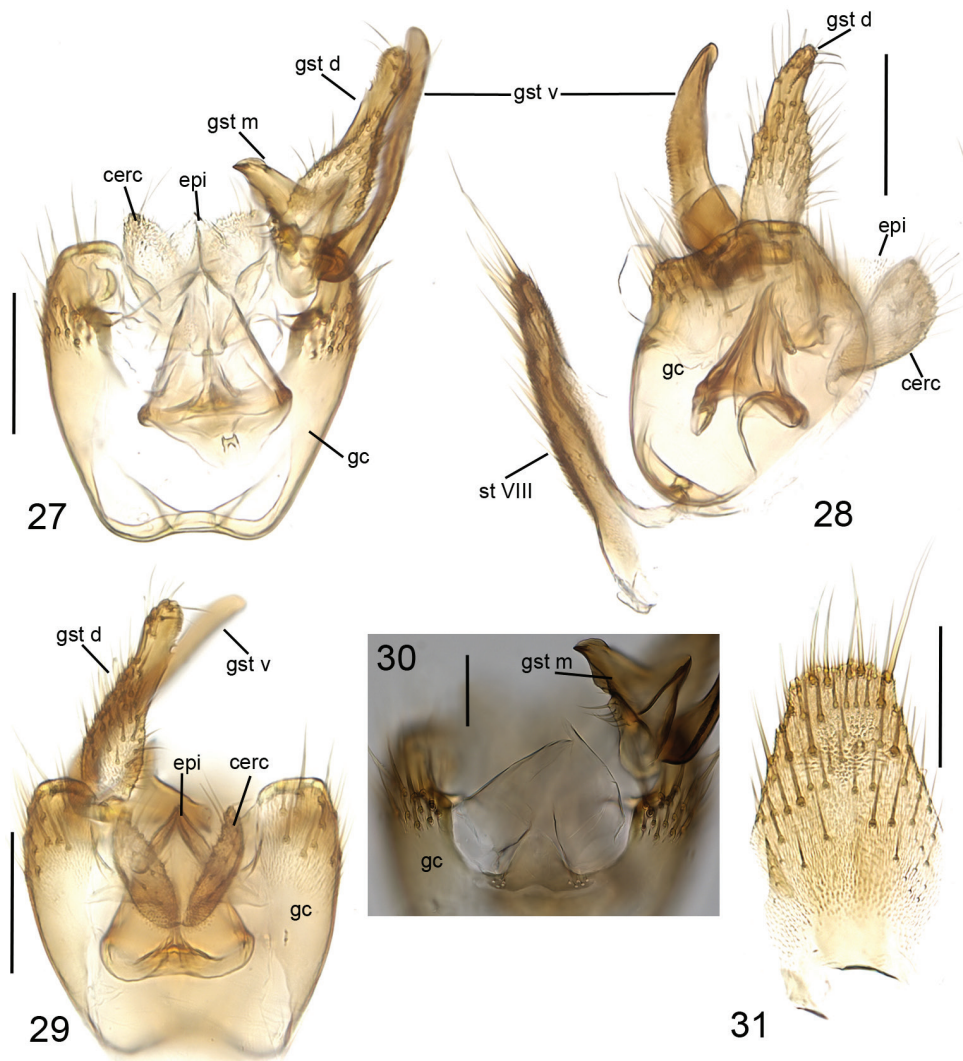 gst d
gst d
gst v
gst m
cerc
epi
epi
gc
cerc
gc
st VIII
27
28
gst d
gst v
30
gst m
epi
cerc
gc
gc
29
31